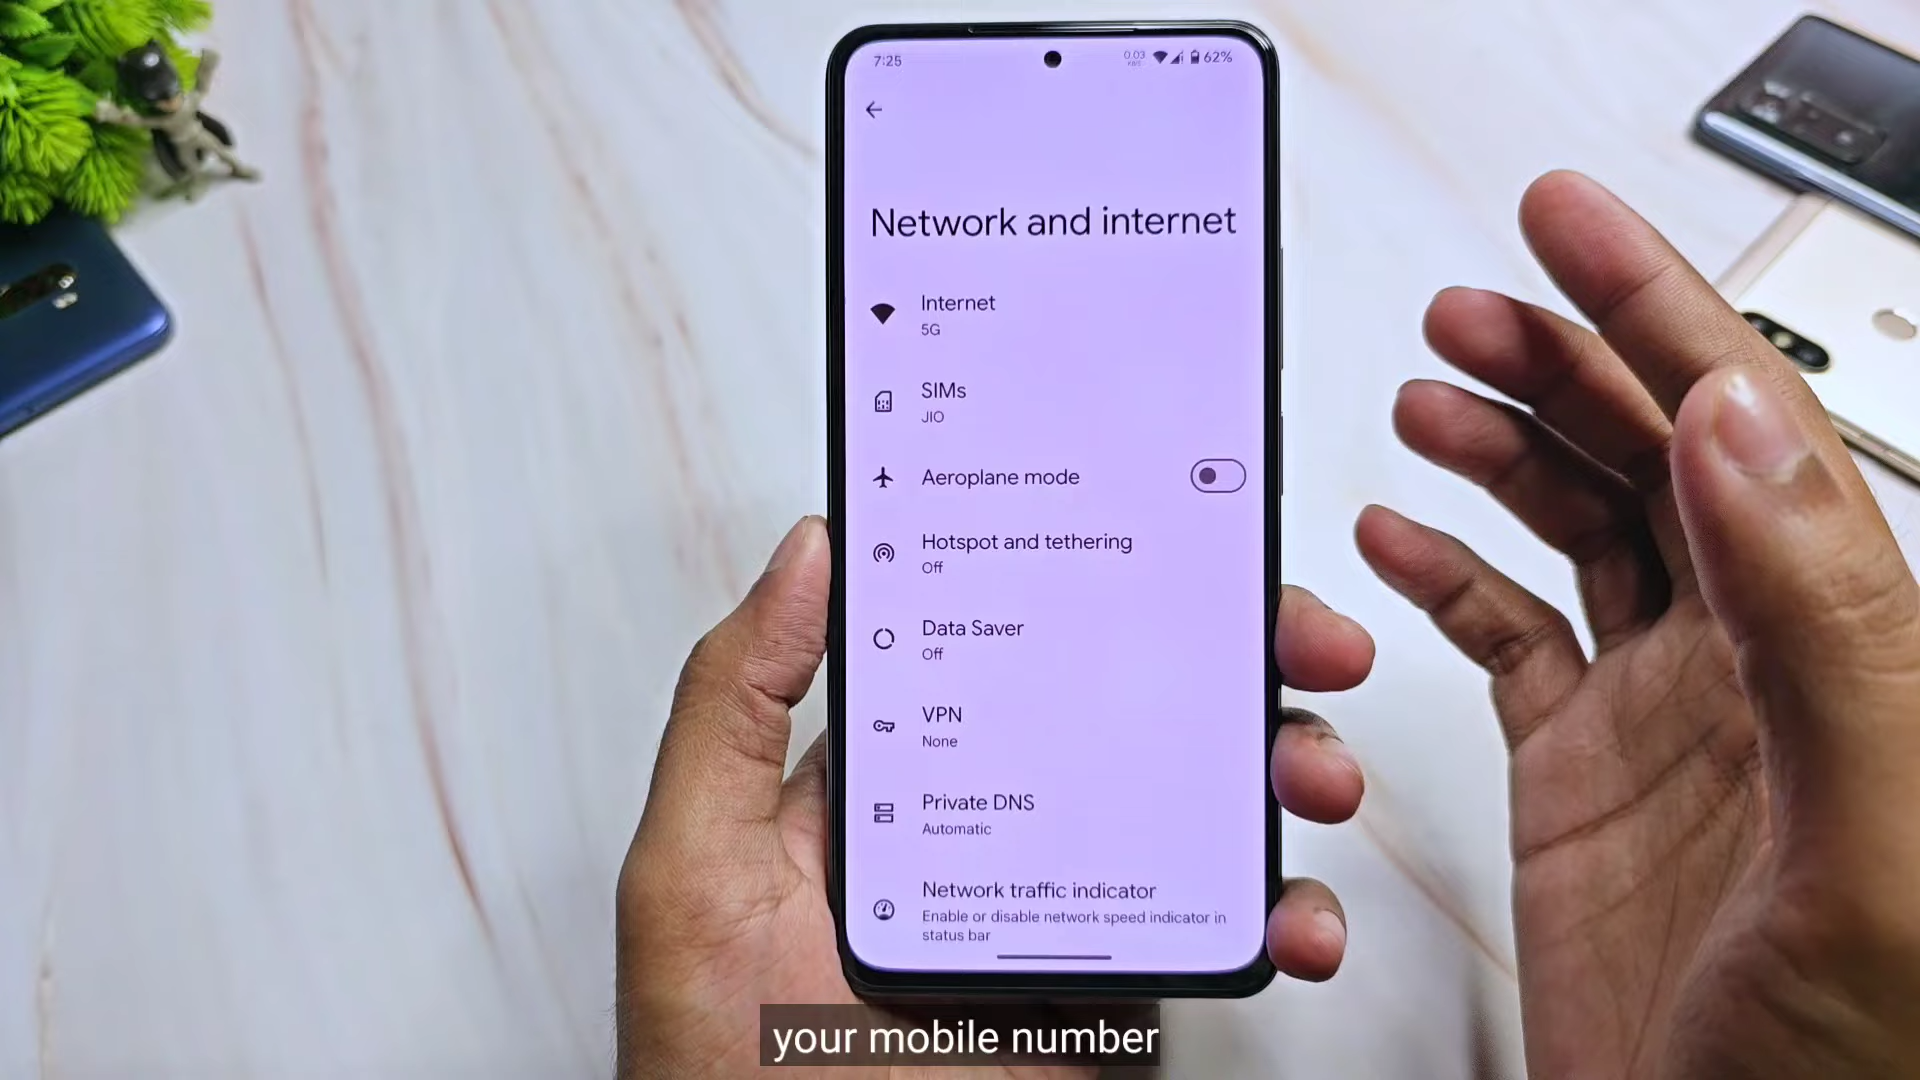 7:25
0.03
KB/S
62%
Network and internet
Internet
5G
SIMs
JIO
Aeroplane mode
Hotspot and tethering
Off
Data Saver
Off
VPN
None
Private DNS
Automatic
Network traffic indicator
Enable or disable network speed indicator in
status bar
your mobile number